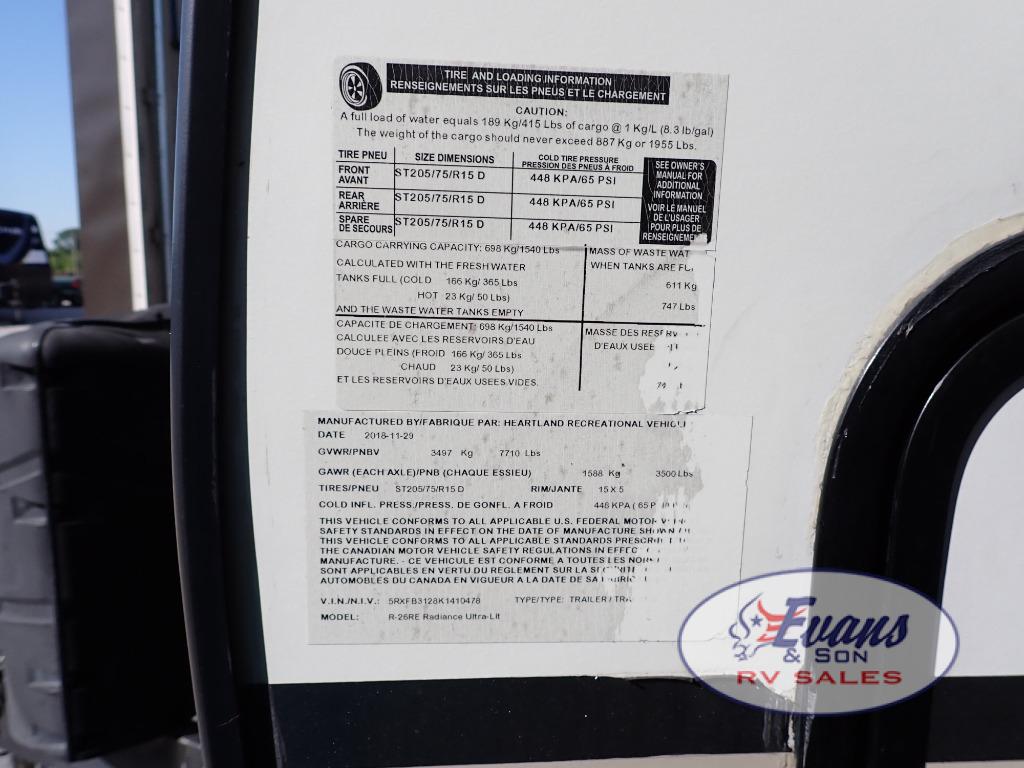 TIRE AND LOADING INFORMATION
RENSEIGNEMENTS SUR LES PNEUS ET LE CHARGEMENT
CAUTION:
A full load of water equals 189 Kg/415 Lbs of cargo @ 1 Kg/L (8.3 lb/gal)
The weight of the cargo should never exceed 887 Kg or 1955 Lbs.
TIRE PNEU SIZE DIMENSIONS COLD TIRE PRESSURE
PRESSION DES PNEUS À FROID
FRONT AVANT ST205/75/R15 D 448 KPA/65 PSI
REAR ARRIÈRE ST205/75/R15 D 448 KPA/65 PSI
SPARE DE SECOURS ST205/75/R15 D 448 KPA/65 PSI
SEE OWNER'S
MANUAL FOR
ADDITIONAL
INFORMATION
VOIR LE MANUEL
DE L'USAGER
POUR PLUS DE
RENSEIGNEMEN
CARGO CARRYING CAPACITY: 698 Kg/1540 Lbs
CALCULATED WITH THE FRESH WATER
TANKS FULL (COLD 166 Kg/ 365 Lbs
HOT 23 Kg/ 50 Lbs)
AND THE WASTE WATER TANKS EMPTY
MASS OF WASTE WAT
WHEN TANKS ARE FU
611 Kg
747 Lbs
CAPACITE DE CHARGEMENT: 698 Kg/1540 Lbs
CALCULEE AVEC LES RESERVOIRS D'EAU
DOUCE PLEINS (FROID 166 Kg/ 365 Lbs
CHAUD 23 Kg/ 50 Lbs)
ET LES RESERVOIRS D'EAUX USEES VIDES.
MASSE DES RESERV
D'EAUX USEE
MANUFACTURED BY/FABRIQUE PAR: HEARTLAND RECREATIONAL VEHICL
DATE 2018-11-29
GVWR/PNBV 3497 Kg 7710 Lbs
GAWR (EACH AXLE)/PNB (CHAQUE ESSIEU) 1588 Kg 3500 Lbs
TIRES/PNEU ST205/75/R15 D RIM/JANTE 15 X 5
COLD INFL. PRESS./PRESS. DE GONFL. A FROID 448 KPA ( 65 P
THIS VEHICLE CONFORMS TO ALL APPLICABLE U.S. FEDERAL MOTOR
SAFETY STANDARDS IN EFFECT ON THE DATE OF MANUFACTURE SHOWN
THIS VEHICLE CONFORMS TO ALL APPLICABLE STANDARDS PRESCRI
THE CANADIAN MOTOR VEHICLE SAFETY REGULATIONS IN EFFEC
MANUFACTURE. - CE VEHICULE EST CONFORME A TOUTES LES NOR
SONT APPLICABLES EN VERTU DU REGLEMENT SUR LA
AUTOMOBILES DU CANADA EN VIGUEUR A LA DATE DE SA
V.I.N./N.I.V.: 5RXFB3128K1410478 TYPE/TYPE: TRAILER / TRA
MODEL: R-26RE Radiance Ultra-Lit
Evans
& SON
RV SALES